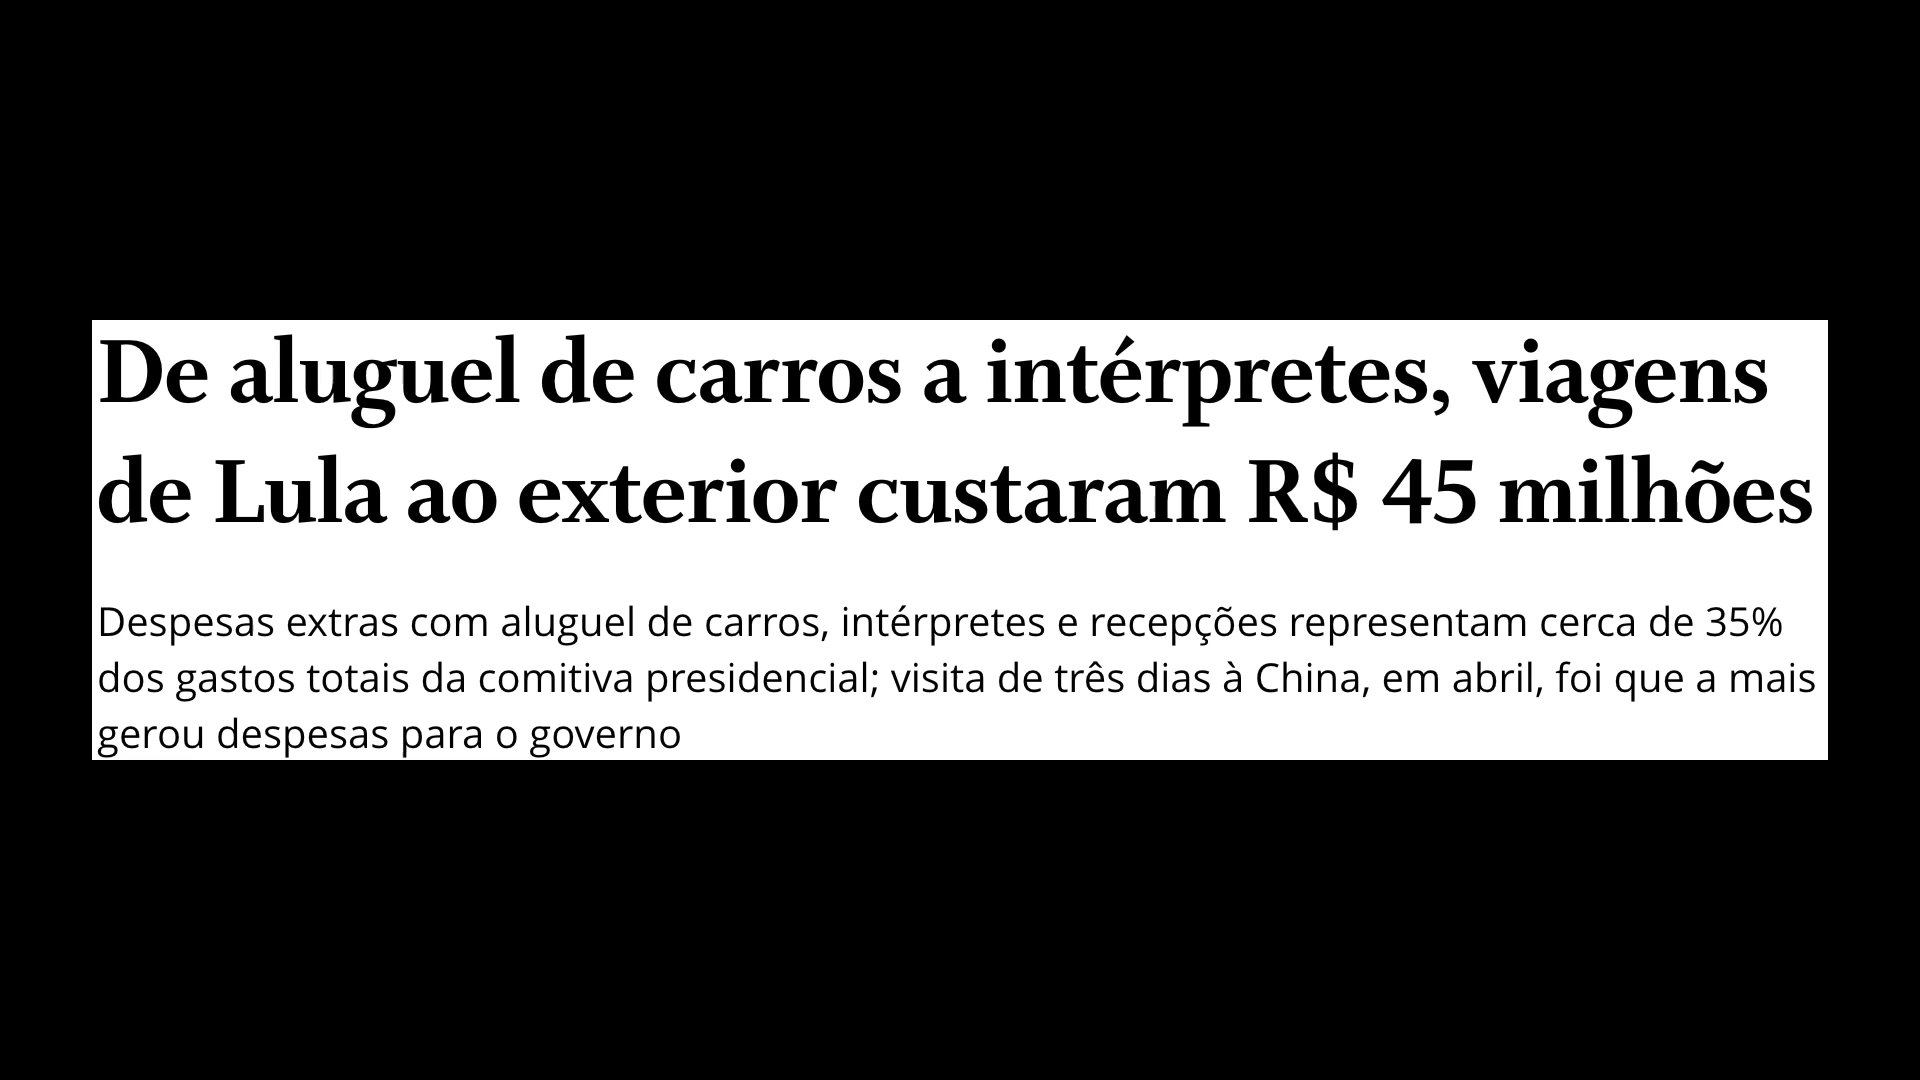 De aluguel de carros a intérpretes, viagens
de Lula ao exterior custaram R$ 45 milhões
Despesas extras com aluguel de carros, intérpretes e recepções representam cerca de 35%
dos gastos totais da comitiva presidencial; visita de três dias à China, em abril, foi que a mais
gerou despesas para o governo